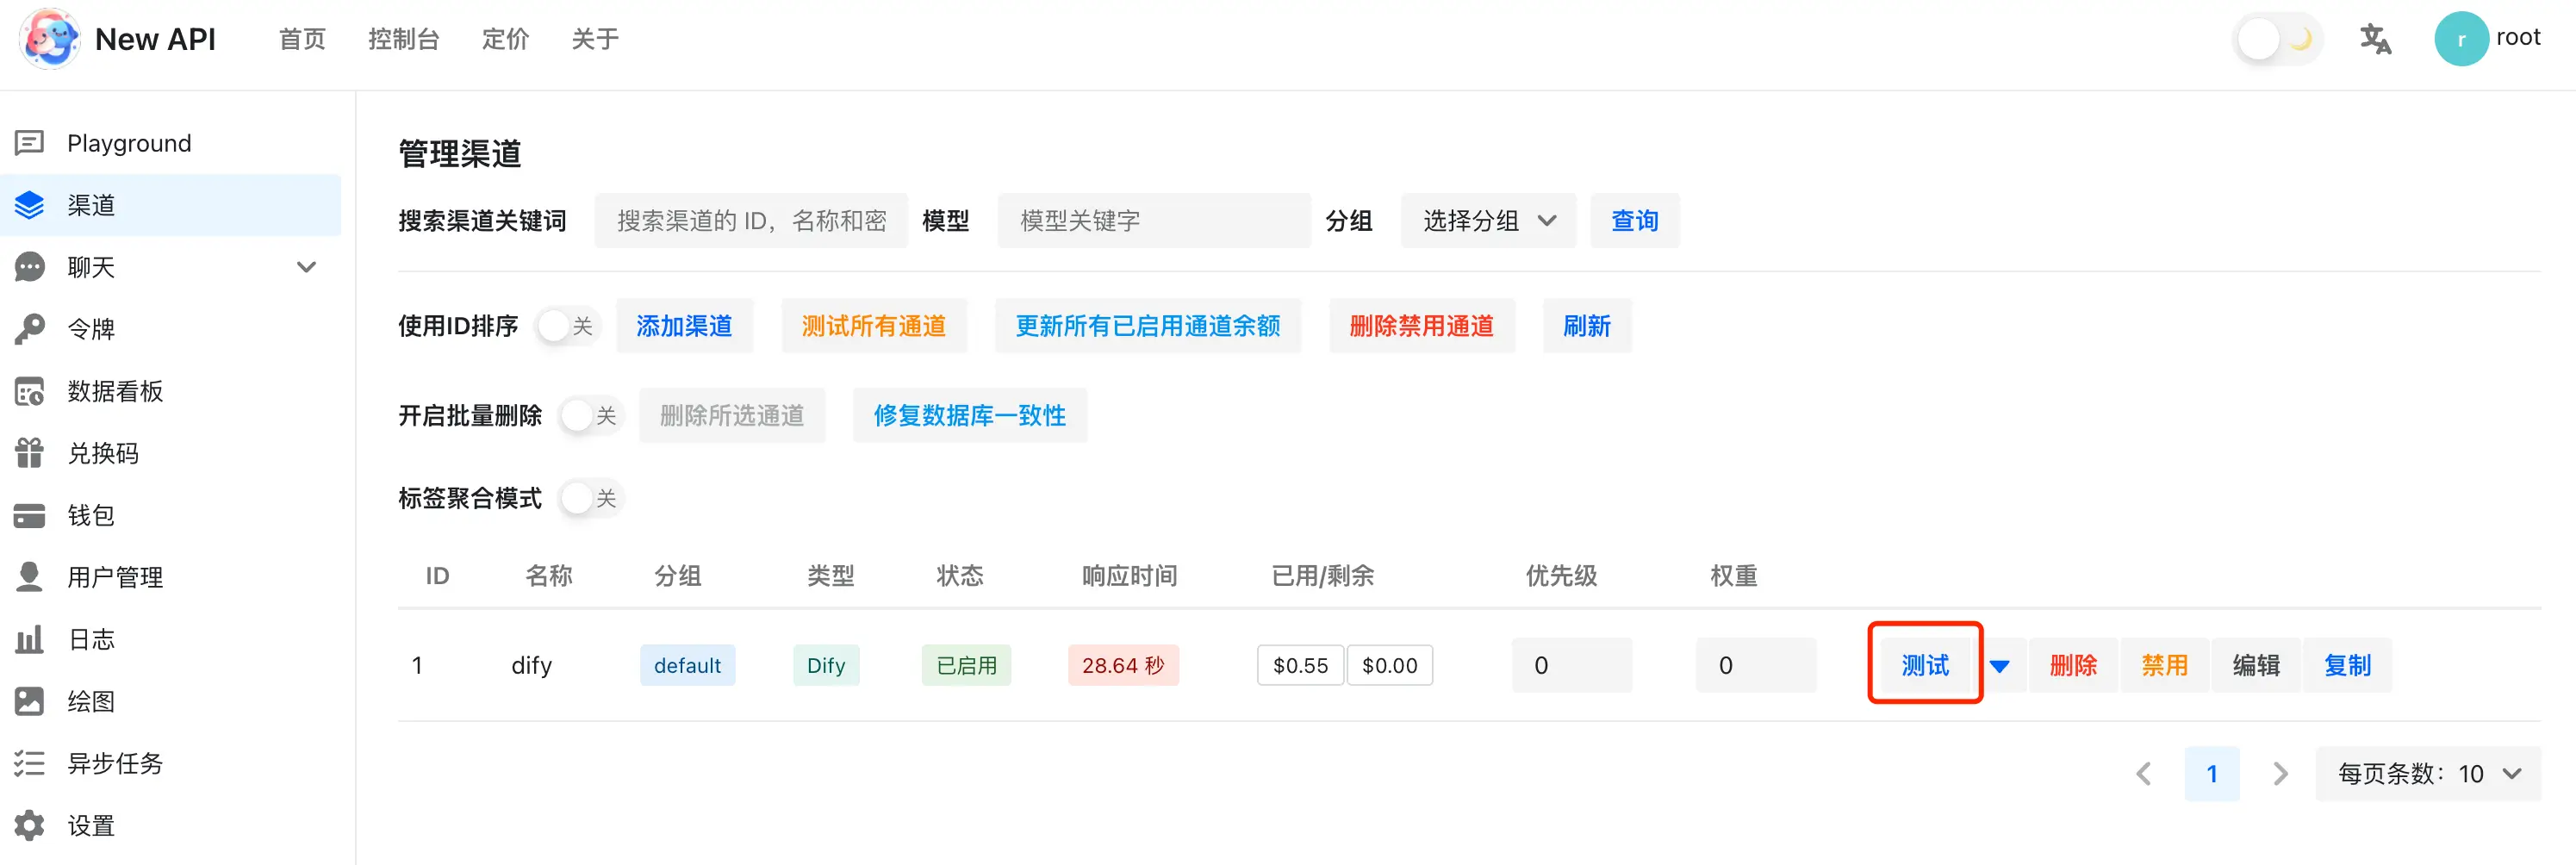 New API 首页 控制台 定价 关于 r root
Playground
渠道
聊天
令牌
数据看板
兑换码
钱包
用户管理
日志
绘图
异步任务
设置
管理渠道
搜索渠道关键词 搜索渠道的 ID，名称和密 模型 模型关键字 分组 选择分组 查询
使用ID排序 关 添加渠道 测试所有通道 更新所有已启用通道余额 删除禁用通道 刷新
开启批量删除 关 删除所选通道 修复数据库一致性
标签聚合模式 关
ID 名称 分组 类型 状态 响应时间 已用/剩余 优先级 权重
1 dify default Dify 已启用 28.64 秒 $0.55 $0.00 0 0 测试 删除 禁用 编辑 复制
1 每页条数：10